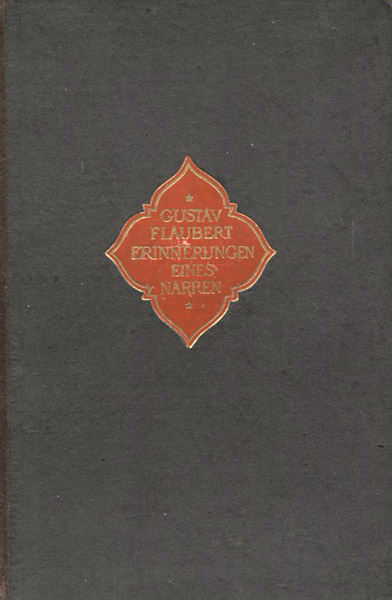 GUSTAV
FLAUBERT
ERINNERUNGEN
EINES
NARREN